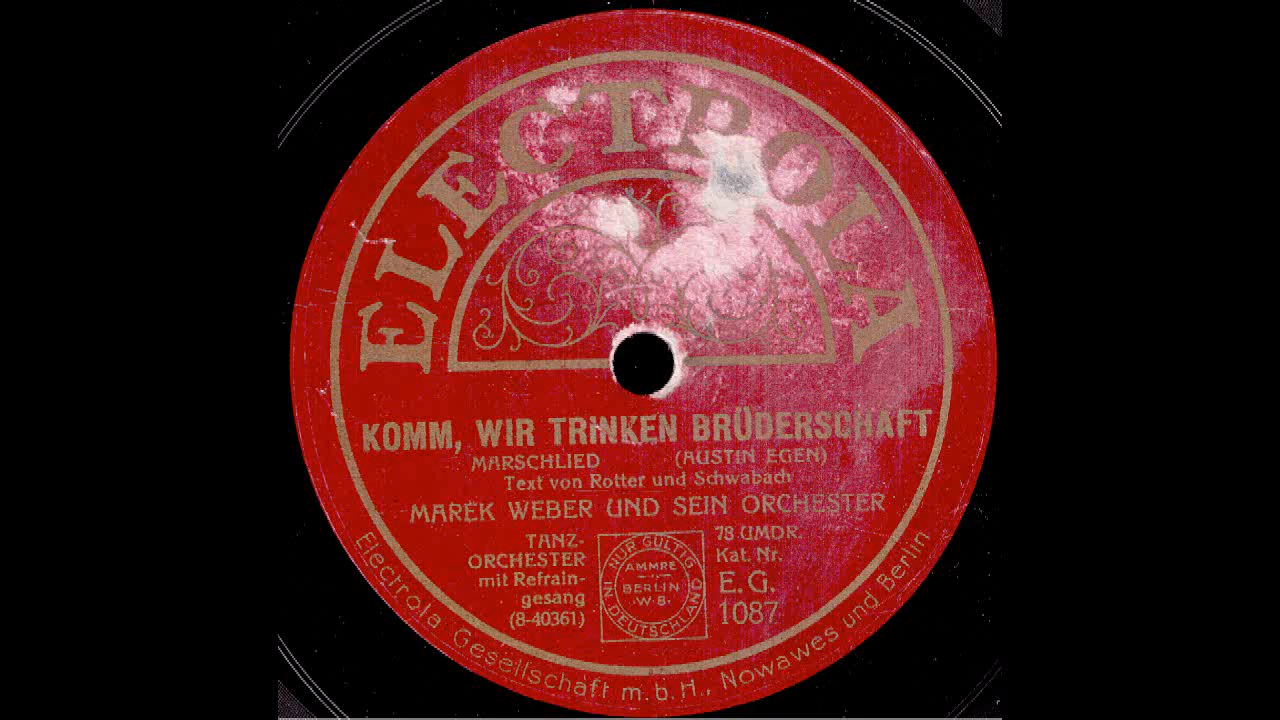 ELECTROLA
KOMM, WIR TRINKEN BRÜDERSCHAFT
MARSCHLIED (AUSTIN EGEN)
Text von Rotter und Schwabach
MAREK WEBER UND SEIN ORCHESTER
TANZ-
ORCHESTER
mit Refrain-
gesang
(8-40361)
NUR GÜLTIG
AMMRE
BERLIN
W·8·
IN DEUTSCHLAND
78 UMDR.
Kat. Nr.
E.G.
1087
Electrola Gesellschaft m.b.H., Nowawes und Berlin